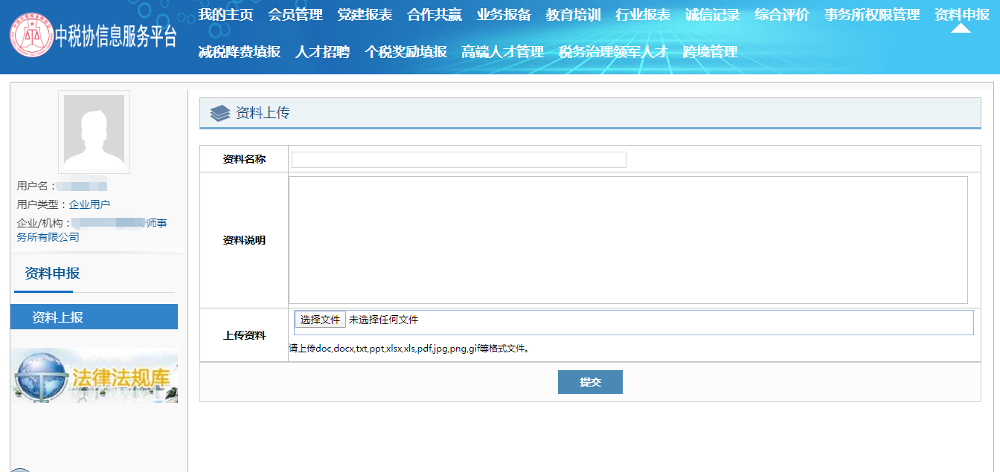 中税协信息服务平台
我的主页 会员管理 党建报表 合作共赢 业务报备 教育培训 行业报表 诚信记录 综合评价 事务所权限管理 资料申报
减税降费填报 人才招聘 个税奖励填报 高端人才管理 税务治理领军人才 跨境管理
用户名：
用户类型：企业用户
企业/机构：师事
务所有限公司
资料申报
资料上报
法律法规库
资料上传
资料名称
资料说明
上传资料
选择文件 未选择任何文件
请上传doc,docx,txt,ppt,xlsx,xls,pdf,jpg,png,gif等格式文件。
提交